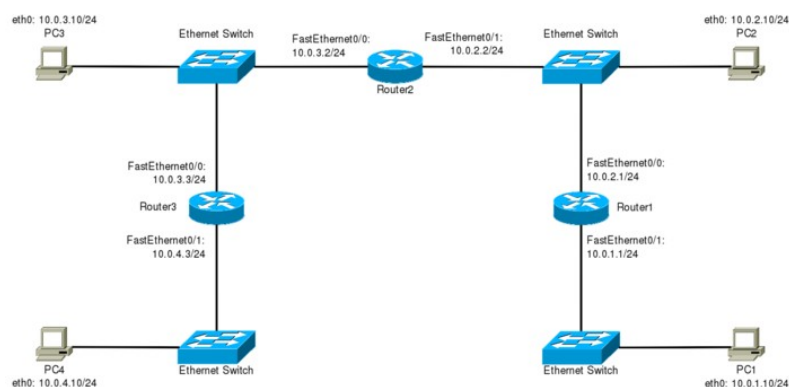 eth0: 10.0.3.10/24
PC3
Ethernet Switch
FastEthernet0/0:
10.0.3.2/24
Router2
FastEthernet0/1:
10.0.2.2/24
Ethernet Switch
eth0: 10.0.2.10/24
PC2
FastEthernet0/0:
10.0.3.3/24
Router3
FastEthernet0/1:
10.0.4.3/24
FastEthernet0/0:
10.0.2.1/24
Router1
FastEthernet0/1:
10.0.1.1/24
PC4
eth0: 10.0.4.10/24
Ethernet Switch
Ethernet Switch
PC1
eth0: 10.0.1.10/24